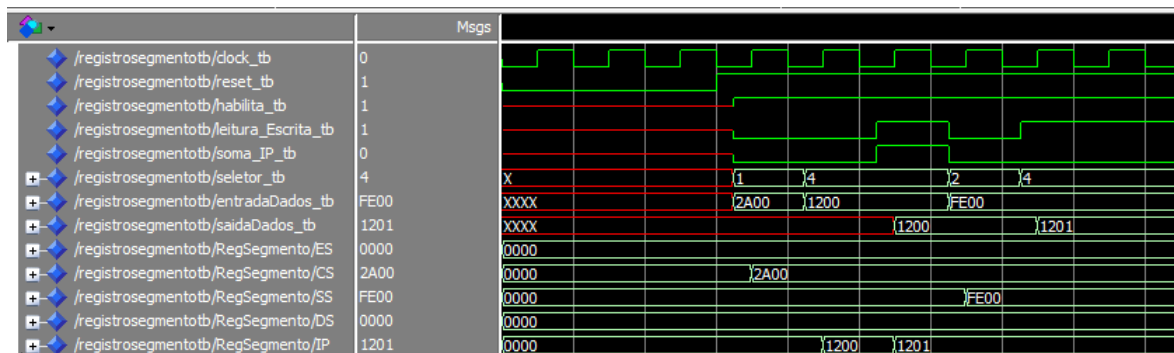 Msgs
/registrosegmentotb/clock_tb 0
/registrosegmentotb/reset_tb 1
/registrosegmentotb/habilita_tb 1
/registrosegmentotb/leitura_Escrita_tb 1
/registrosegmentotb/soma_IP_tb 0
/registrosegmentotb/seletor_tb 4 X 1 4 2 4
/registrosegmentotb/entradaDados_tb FE00 XXXX 2A00 1200 FE00
/registrosegmentotb/saidaDados_tb 1201 XXXX 1200 1201
/registrosegmentotb/RegSegmento/ES 0000 0000
/registrosegmentotb/RegSegmento/CS 2A00 0000 2A00
/registrosegmentotb/RegSegmento/SS FE00 0000 FE00
/registrosegmentotb/RegSegmento/DS 0000 0000
/registrosegmentotb/RegSegmento/IP 1201 0000 1200 1201